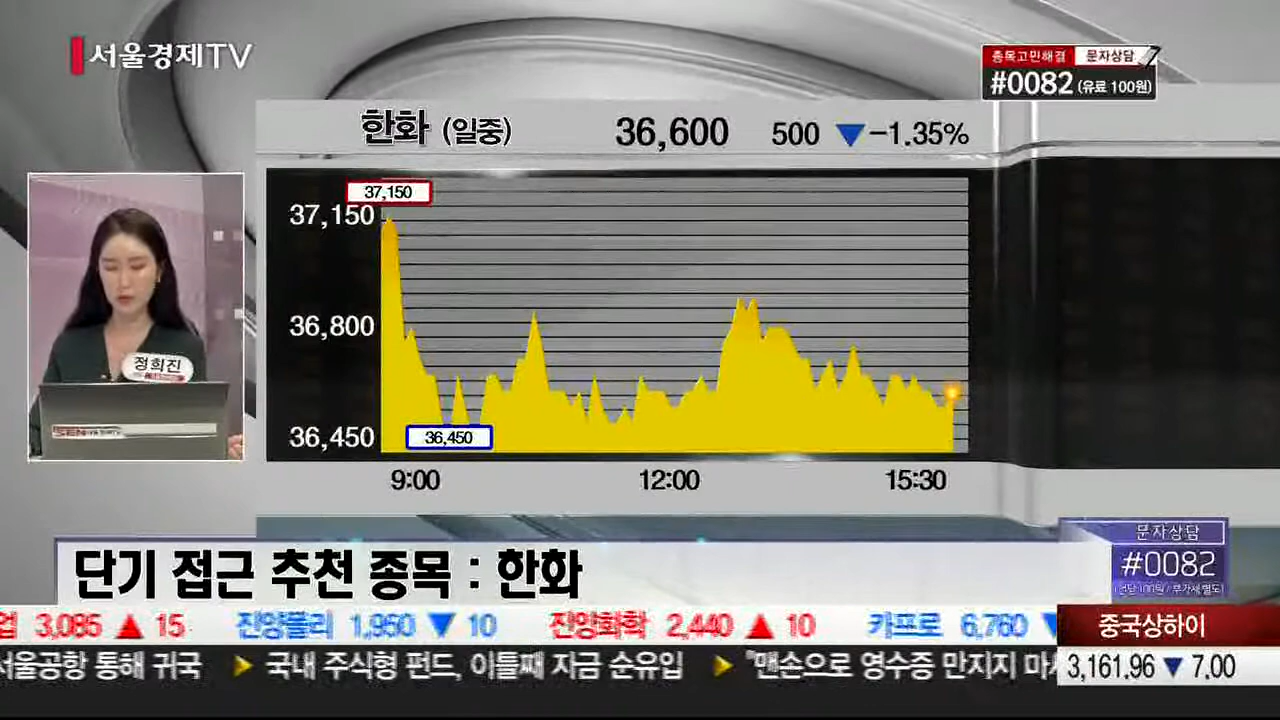 서울경제TV
종목고민해결 문자상담
#0082 (유료 100원)
한화 (일중) 36,600 500 ▼-1.35%
37,150
37,150
36,800
36,450
36,450
9:00 12:00 15:30
정희진
SEN
단기 접근 추천 종목 : 한화
문자상담
#0082
업 3,085 ▲ 15 진양폴리 1,950 ▼ 10 진양화학 2,440 ▲ 10 카프로 6,760 ▼
중국상하이
서울공항 통해 귀국 ▶ 국내 주식형 펀드, 이틀째 자금 순유입 ▶ "맨손으로 영수증 만지지 마
3,161.96 ▼ 7.00